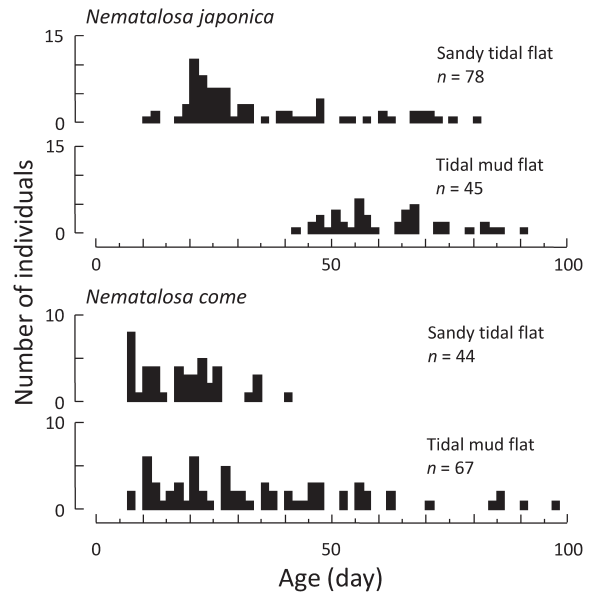 Nematalosa japonica
15
Sandy tidal flat
n = 78
0
15
Tidal mud flat
n = 45
0
0 50 100
Nematalosa come
10
Sandy tidal flat
n = 44
0
10
Tidal mud flat
n = 67
0
0 50 100
Age (day)
Number of individuals